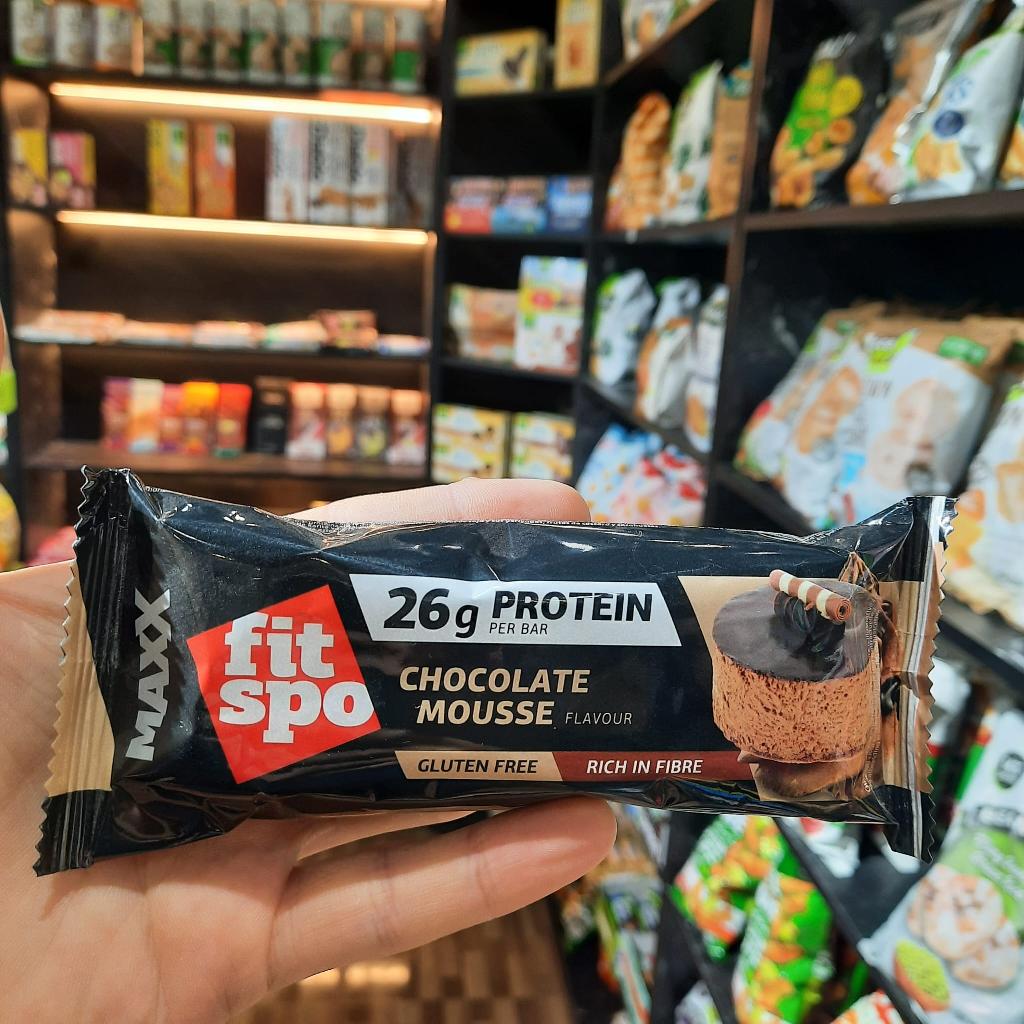 MAXX
fit
spo
26g PROTEIN
PER BAR
CHOCOLATE
MOUSSE FLAVOUR
GLUTEN FREE RICH IN FIBRE